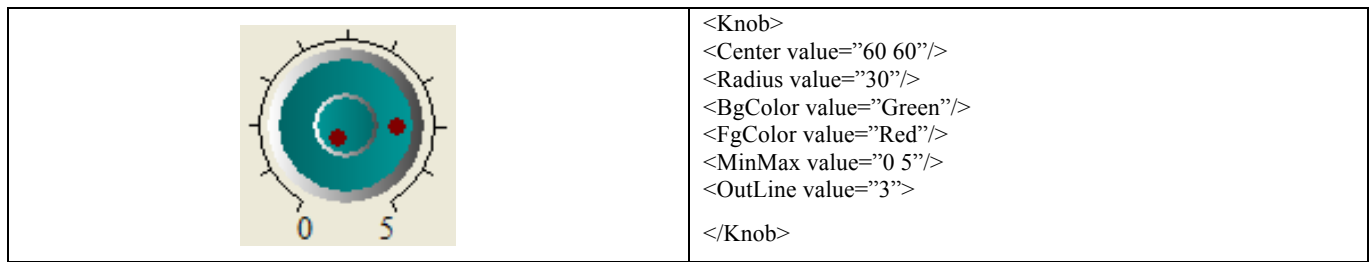 0 5
<Knob>
<Center value=”60 60”/>
<Radius value=”30”/>
<BgColor value=”Green”/>
<FgColor value=”Red”/>
<MinMax value=”0 5”/>
<OutLine value=”3”>
</Knob>